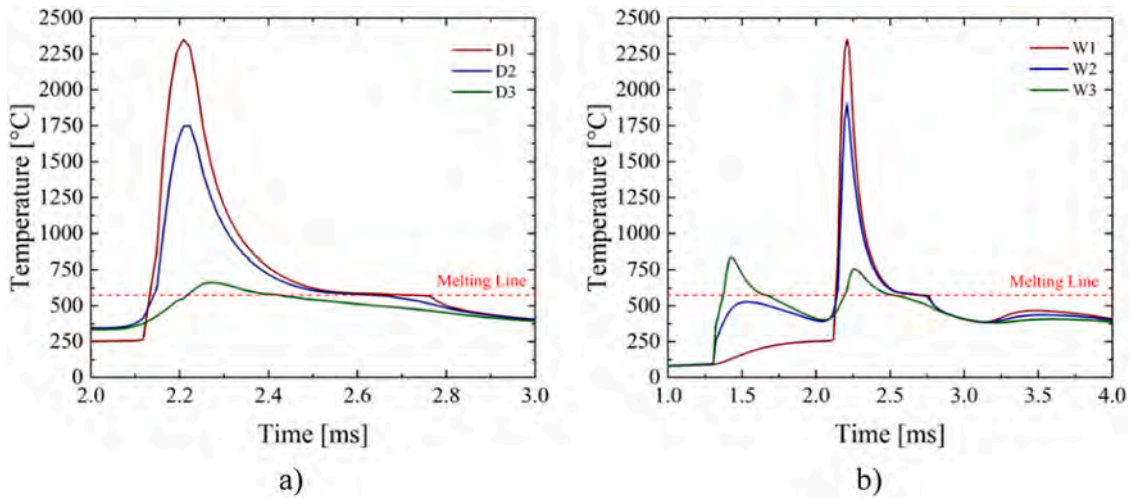 2500
2250
2000
1750
1500
1250
1000
750
500
250
0
Temperature [°C]
D1
D2
D3
Melting Line
2.0
2.2
2.4
2.6
2.8
3.0
Time [ms]
a)
2500
2250
2000
1750
1500
1250
1000
750
500
250
0
Temperature [°C]
W1
W2
W3
Melting Line
1.0
1.5
2.0
2.5
3.0
3.5
4.0
Time [ms]
b)